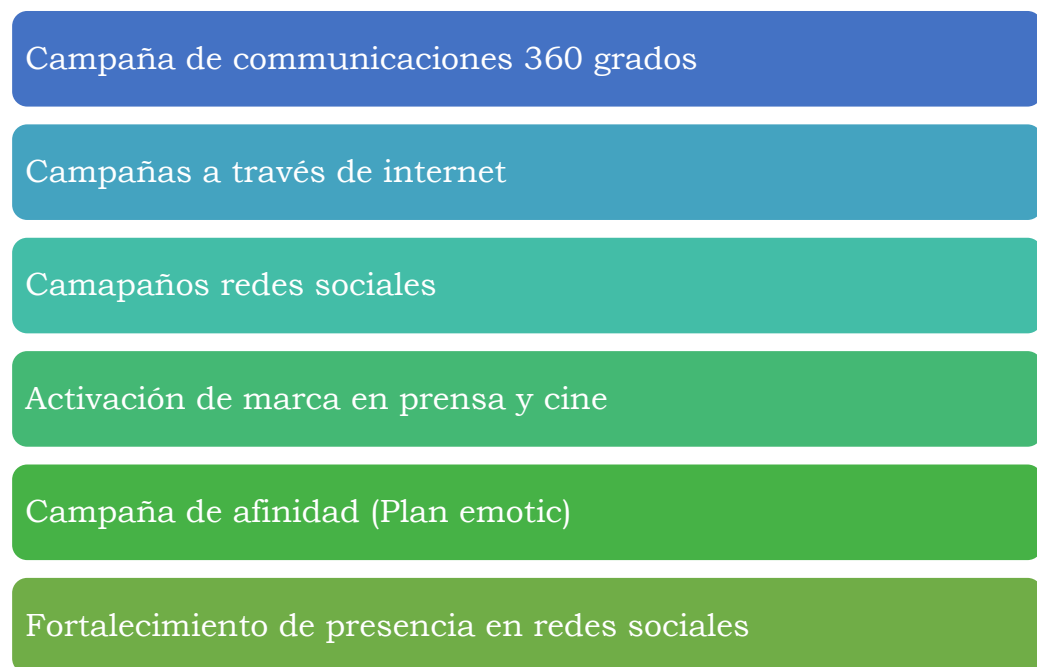 Campaña de communicaciones 360 grados
Campañas a través de internet
Camapaños redes sociales
Activación de marca en prensa y cine
Campaña de afinidad (Plan emotic)
Fortalecimiento de presencia en redes sociales